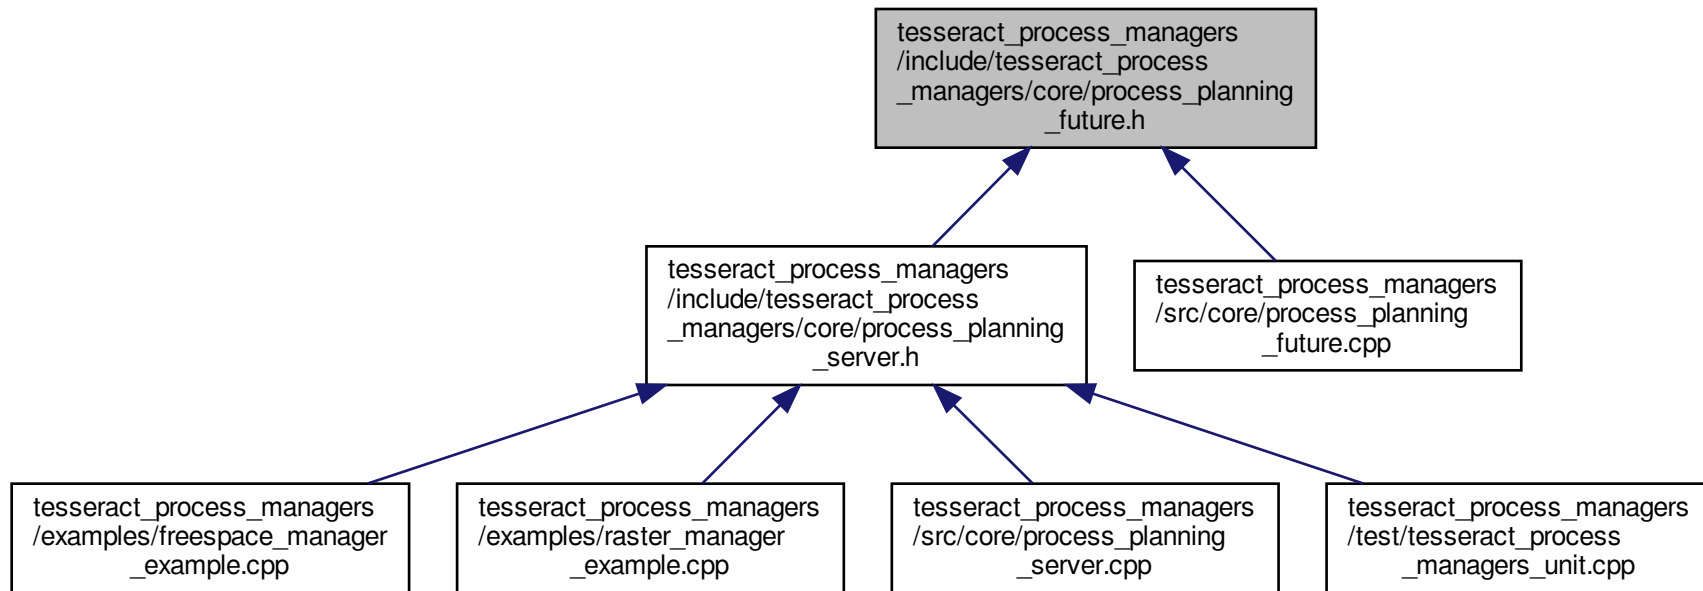 tesseract_process_managers
/include/tesseract_process
_managers/core/process_planning
_future.h
tesseract_process_managers
/include/tesseract_process
_managers/core/process_planning
_server.h
tesseract_process_managers
/src/core/process_planning
_future.cpp
tesseract_process_managers
/examples/freespace_manager
_example.cpp
tesseract_process_managers
/examples/raster_manager
_example.cpp
tesseract_process_managers
/src/core/process_planning
_server.cpp
tesseract_process_managers
/test/tesseract_process
_managers_unit.cpp